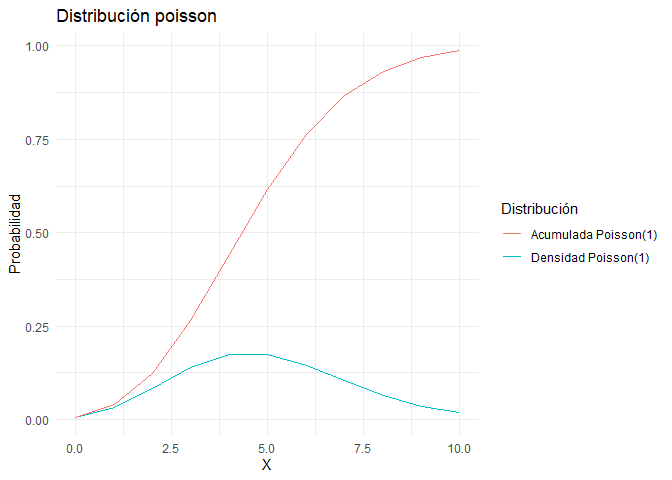 Distribución poisson
1.00
0.75
0.50
0.25
0.00
Probabilidad
0.0 2.5 5.0 7.5 10.0
X
Distribución
Acumulada Poisson(1)
Densidad Poisson(1)